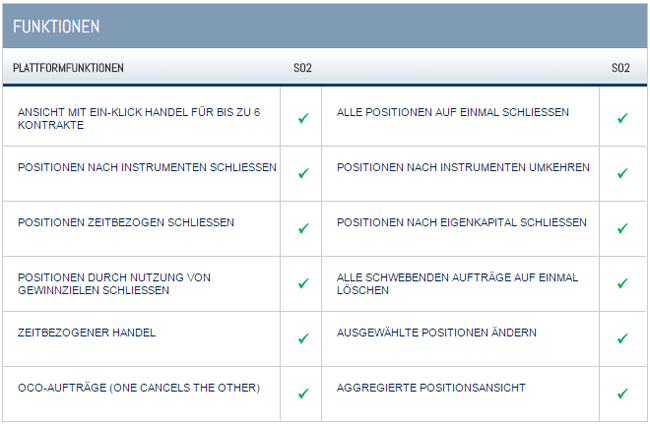 FUNKTIONEN
PLATTFORMFUNKTIONEN SO2 SO2
ANSICHT MIT EIN-KLICK HANDEL FÜR BIS ZU 6
KONTRAKTE
ALLE POSITIONEN AUF EINMAL SCHLIESSEN
POSITIONEN NACH INSTRUMENTEN SCHLIESSEN
POSITIONEN NACH INSTRUMENTEN UMKEHREN
POSITIONEN ZEITBEZOGEN SCHLIESSEN
POSITIONEN NACH EIGENKAPITAL SCHLIESSEN
POSITIONEN DURCH NUTZUNG VON
GEWINNZIELEN SCHLIESSEN
ALLE SCHWEBENDEN AUFTRÄGE AUF EINMAL
LÖSCHEN
ZEITBEZOGENER HANDEL
AUSGEWÄHLTE POSITIONEN ÄNDERN
OCO-AUFTRÄGE (ONE CANCELS THE OTHER)
AGGREGIERTE POSITIONSANSICHT